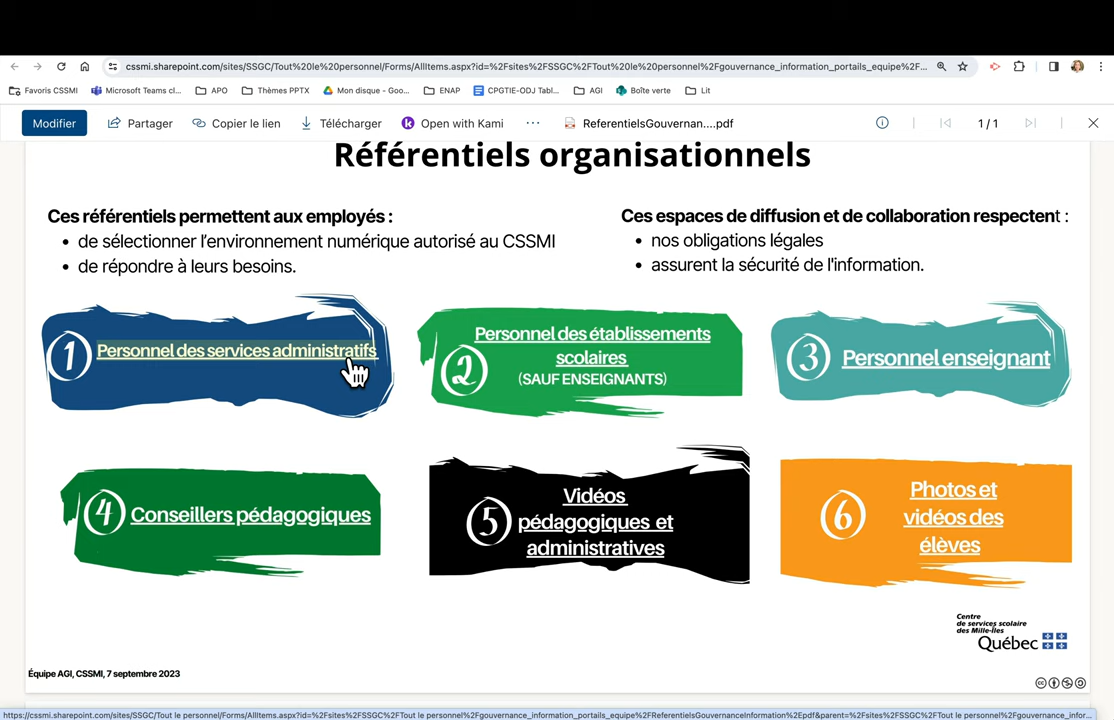 cssmi.sharepoint.com/sites/SSGC/Tout%20le%20personnel/Forms/AllItems.aspx?id=%2Fsites%2FSSGC%2FTout%20le%20personnel%2Fgouvernance_information_portails_equipe%2F...
Favoris CSSMI
Microsoft Teams cl...
APO
Thèmes PPTX
Mon disque - Goo...
ENAP
CPGTIE-ODJ Tabl...
AGI
Boîte verte
Lit
Modifier
Partager
Copier le lien
Télécharger
Open with Kami
...
ReferentielsGouvernan....pdf
1 / 1
Référentiels organisationnels
Ces référentiels permettent aux employés :
• de sélectionner l'environnement numérique autorisé au CSSMI
• de répondre à leurs besoins.
Ces espaces de diffusion et de collaboration respectent :
• nos obligations légales
• assurent la sécurité de l'information.
1
Personnel des services administratifs
2
Personnel des établissements
scolaires
(SAUF ENSEIGNANTS)
3
Personnel enseignant
4
Conseillers pédagogiques
5
Vidéos
pédagogiques et
administratives
6
Photos et
vidéos des
élèves
Centre
de services scolaire
des Mille-Îles
Québec
Équipe AGI, CSSMI, 7 septembre 2023
https://cssmi.sharepoint.com/sites/SSGC/Tout le personnel/Forms/AllItems.aspx?id=%2Fsites%2FSSGC%2FTout le personnel%2Fgouvernance_information_portails_equipe%2FReferentielsGouvernanceInformation%2Epdf&parent=%2Fsites%2FSSGC%2FTout le personnel%2Fgouvernance_infor...